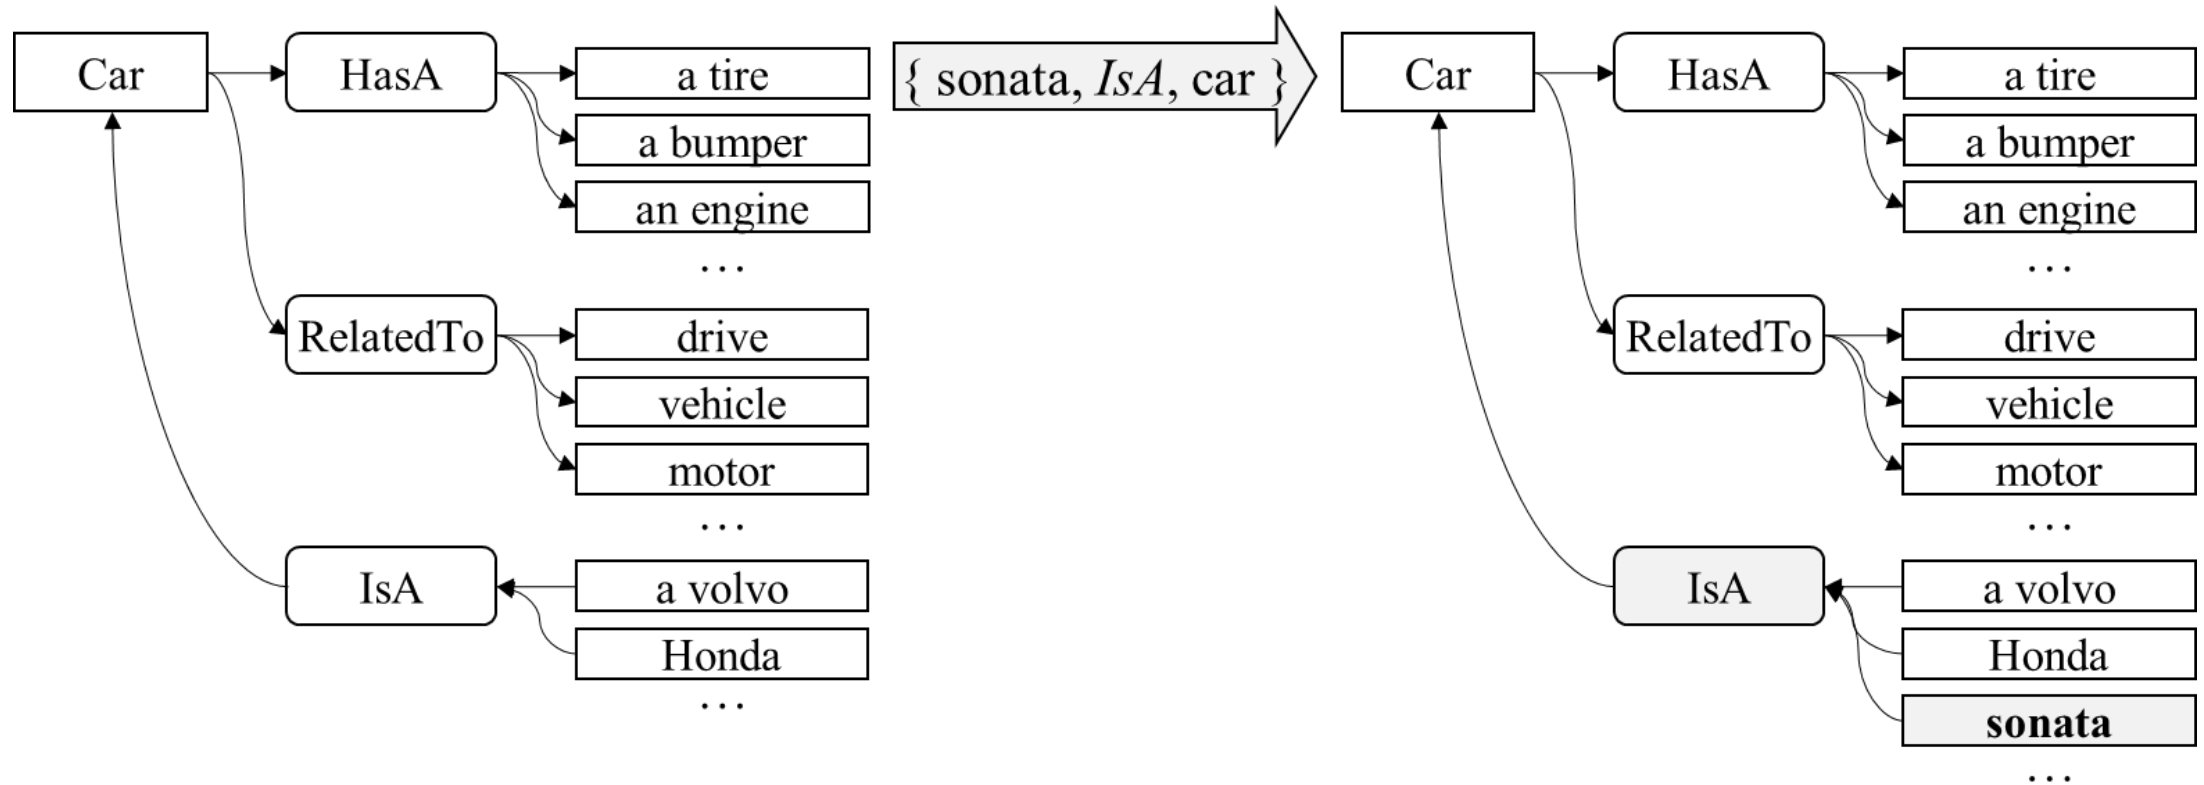 Car
HasA
a tire
a bumper
an engine
...
RelatedTo
drive
vehicle
motor
...
IsA
a volvo
Honda
...
{ sonata, IsA, car }
Car
HasA
a tire
a bumper
an engine
...
RelatedTo
drive
vehicle
motor
...
IsA
a volvo
Honda
sonata
...